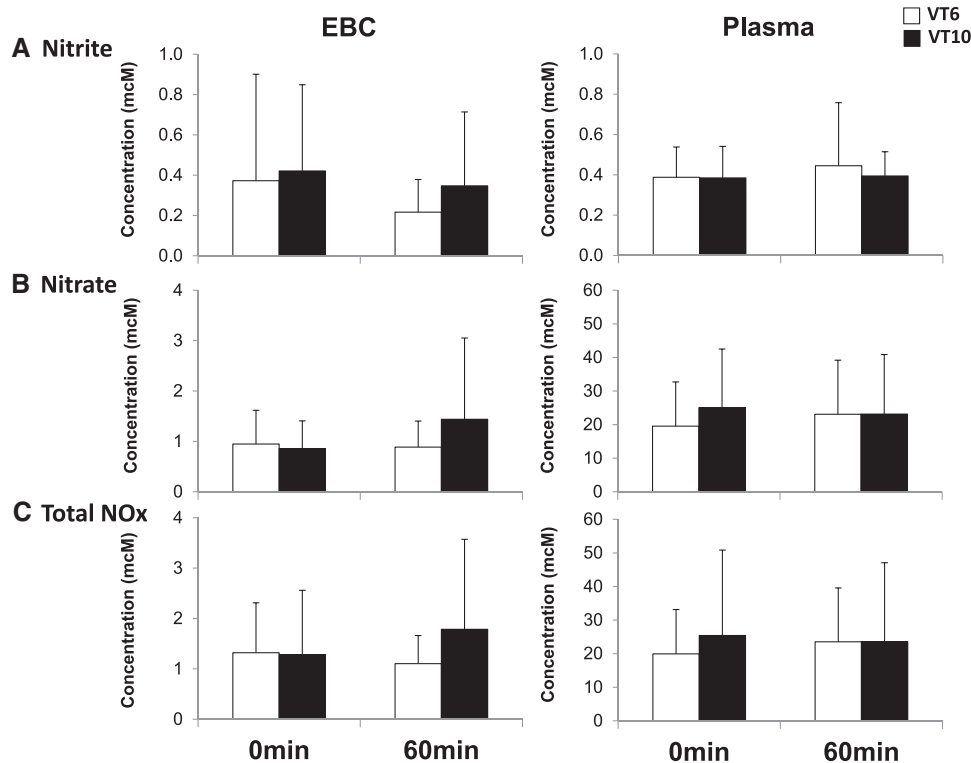 EBC
Plasma
VT6
VT10
A Nitrite
Concentration (mcM)
1.0
0.8
0.6
0.4
0.2
0.0
Concentration (mcM)
1.0
0.8
0.6
0.4
0.2
0.0
B Nitrate
Concentration (mcM)
4
3
2
1
0
Concentration (mcM)
60
50
40
30
20
10
0
C Total NOx
Concentration (mcM)
4
3
2
1
0
Concentration (mcM)
60
50
40
30
20
10
0
0min 60min
0min 60min